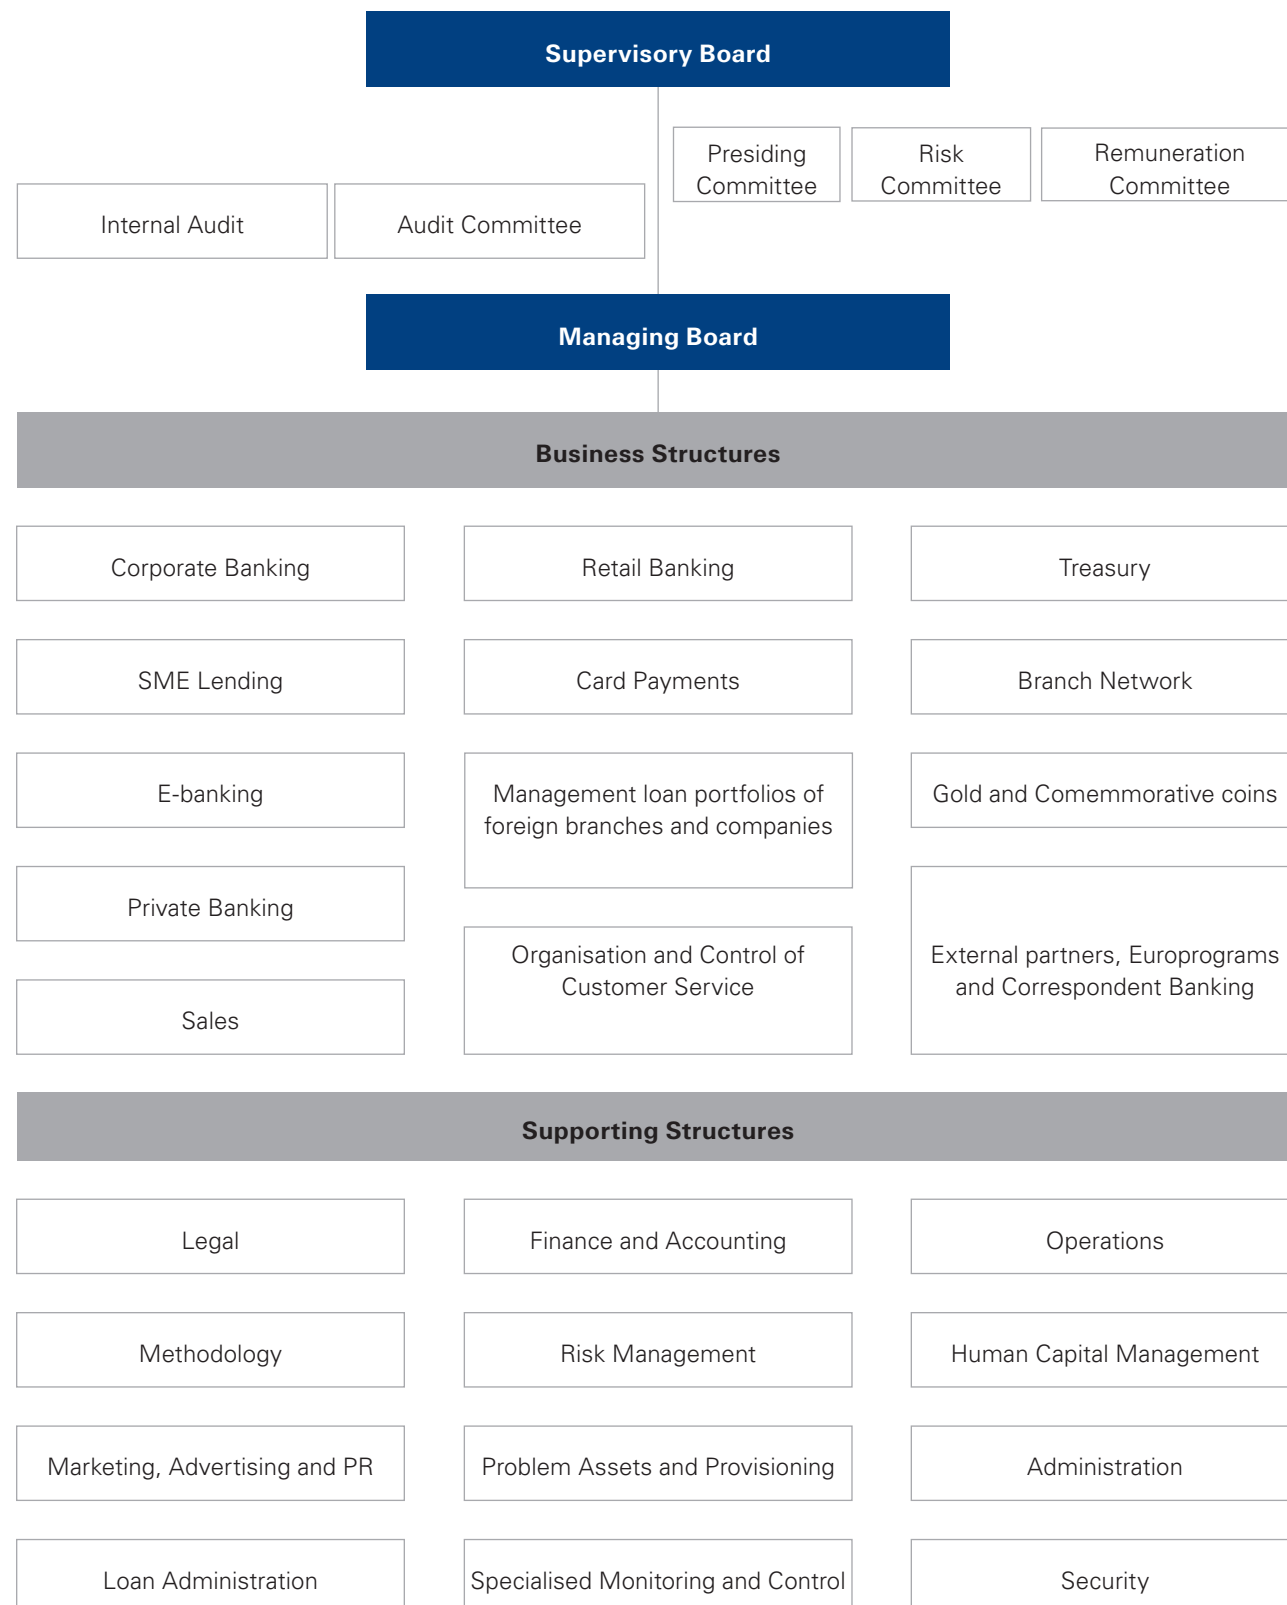 Supervisory Board
Presiding
Committee
Risk
Committee
Remuneration
Committee
Internal Audit
Audit Committee
Managing Board
Business Structures
Corporate Banking
Retail Banking
Treasury
SME Lending
Card Payments
Branch Network
E-banking
Management loan portfolios of
foreign branches and companies
Gold and Comemmorative coins
Private Banking
Organisation and Control of
Customer Service
External partners, Europrograms
and Correspondent Banking
Sales
Supporting Structures
Legal
Finance and Accounting
Operations
Methodology
Risk Management
Human Capital Management
Marketing, Advertising and PR
Problem Assets and Provisioning
Administration
Loan Administration
Specialised Monitoring and Control
Security